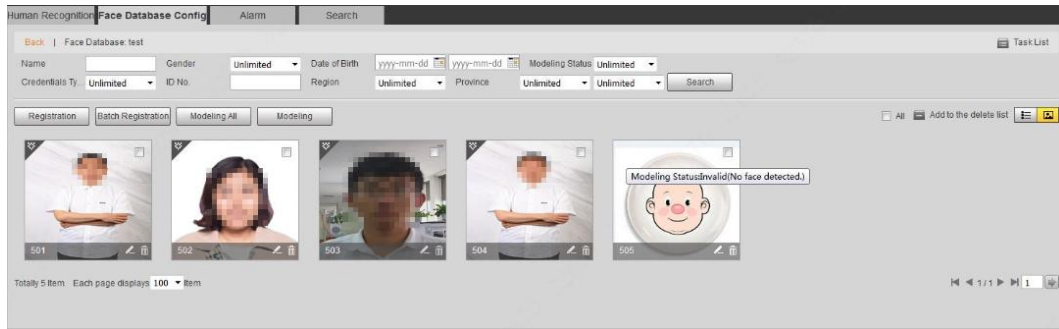 Human Recognition Face Database Config Alarm Search
Back | Face Database: test Task List
Name Gender Unlimited Date of Birth yyyy-mm-dd yyyy-mm-dd Modeling Status Unlimited
Credentials Ty... Unlimited ID No. Region Unlimited Province Unlimited Unlimited Search
Registration Batch Registration Modeling All Modeling All Add to the delete list
Modeling Status:Invalid(No face detected.)
501 502 503 504 505
Totally 5 Item Each page displays 100 Item 1/1 1